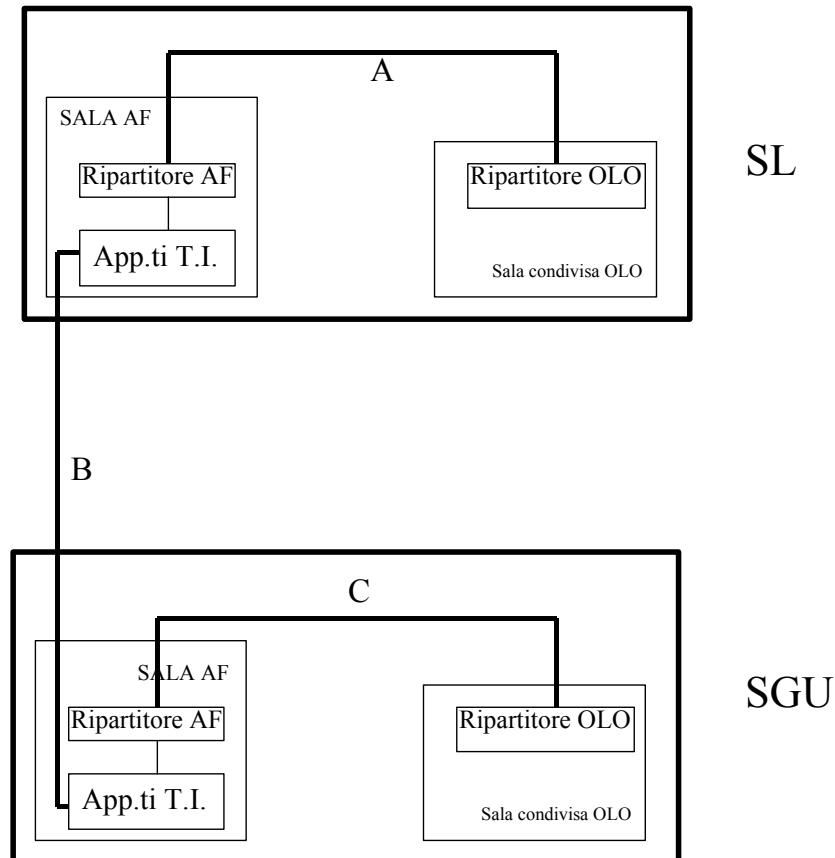 A
SALA AF
SL
Ripartitore AF
Ripartitore OLO
App.ti T.I.
Sala condivisa OLO
B
C
SALA AF
SGU
Ripartitore AF
Ripartitore OLO
App.ti T.I.
Sala condivisa OLO